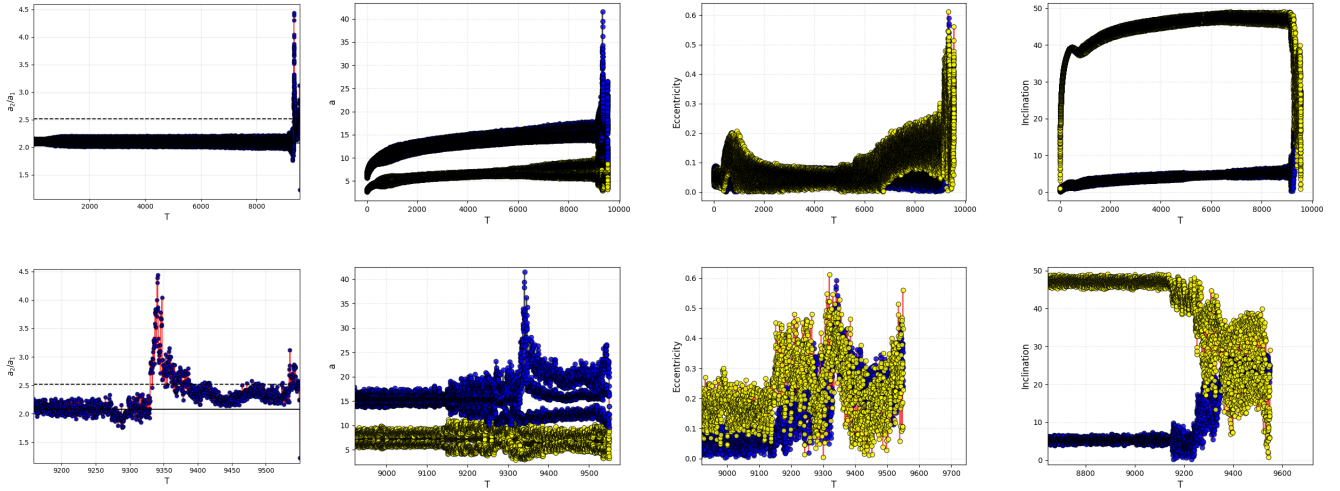 4.5
4.0
3.5
3.0
2.5
2.0
1.5
a₂/a₁
2000 4000 6000 8000
T
40
35
30
25
20
15
10
5
a
0 2000 4000 6000 8000 10000
T
0.6
0.5
0.4
0.3
0.2
0.1
0.0
Eccentricity
0 2000 4000 6000 8000 10000
T
50
40
30
20
10
0
Inclination
0 2000 4000 6000 8000 10000
T
4.5
4.0
3.5
3.0
2.5
2.0
1.5
a₂/a₁
9200 9250 9300 9350 9400 9450 9500
T
40
35
30
25
20
15
10
5
a
9000 9100 9200 9300 9400 9500
T
0.6
0.5
0.4
0.3
0.2
0.1
0.0
Eccentricity
9000 9100 9200 9300 9400 9500 9600 9700
T
50
40
30
20
10
0
Inclination
8800 9000 9200 9400 9600
T